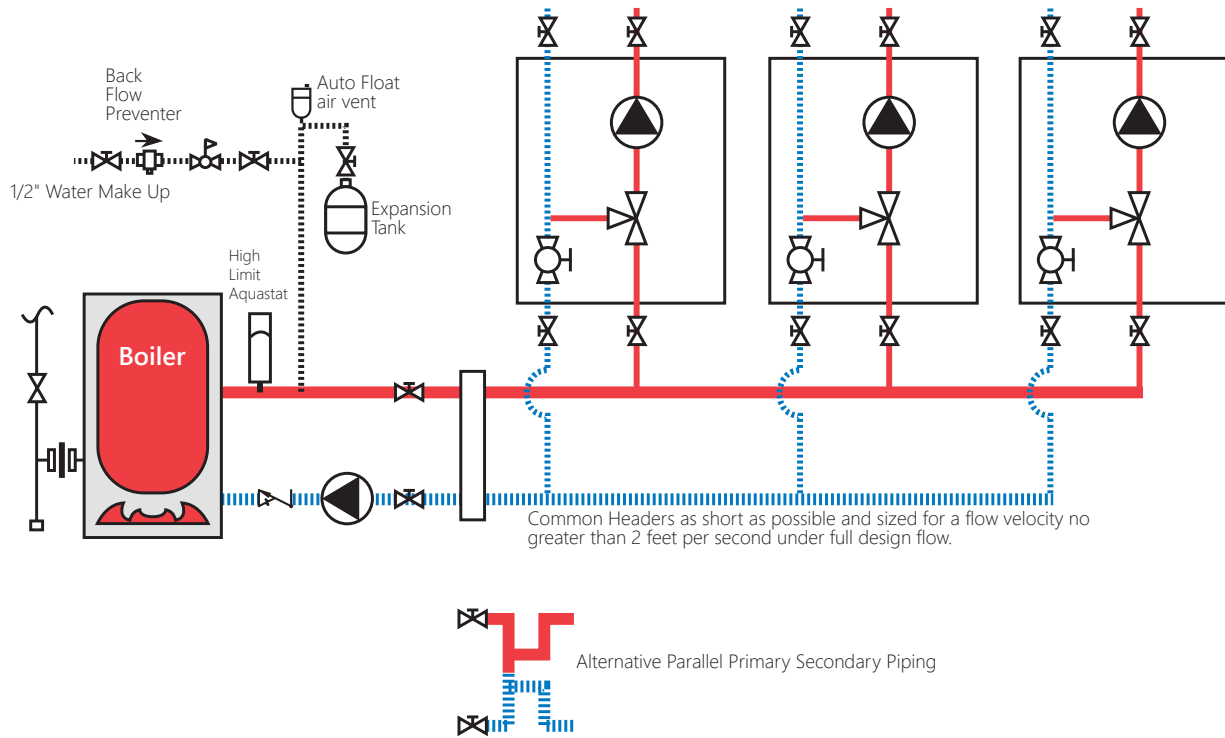 Back
Flow
Preventer
Auto Float
air vent
1/2" Water Make Up
Expansion
Tank
High
Limit
Aquastat
Boiler
Common Headers as short as possible and sized for a flow velocity no
greater than 2 feet per second under full design flow.
Alternative Parallel Primary Secondary Piping